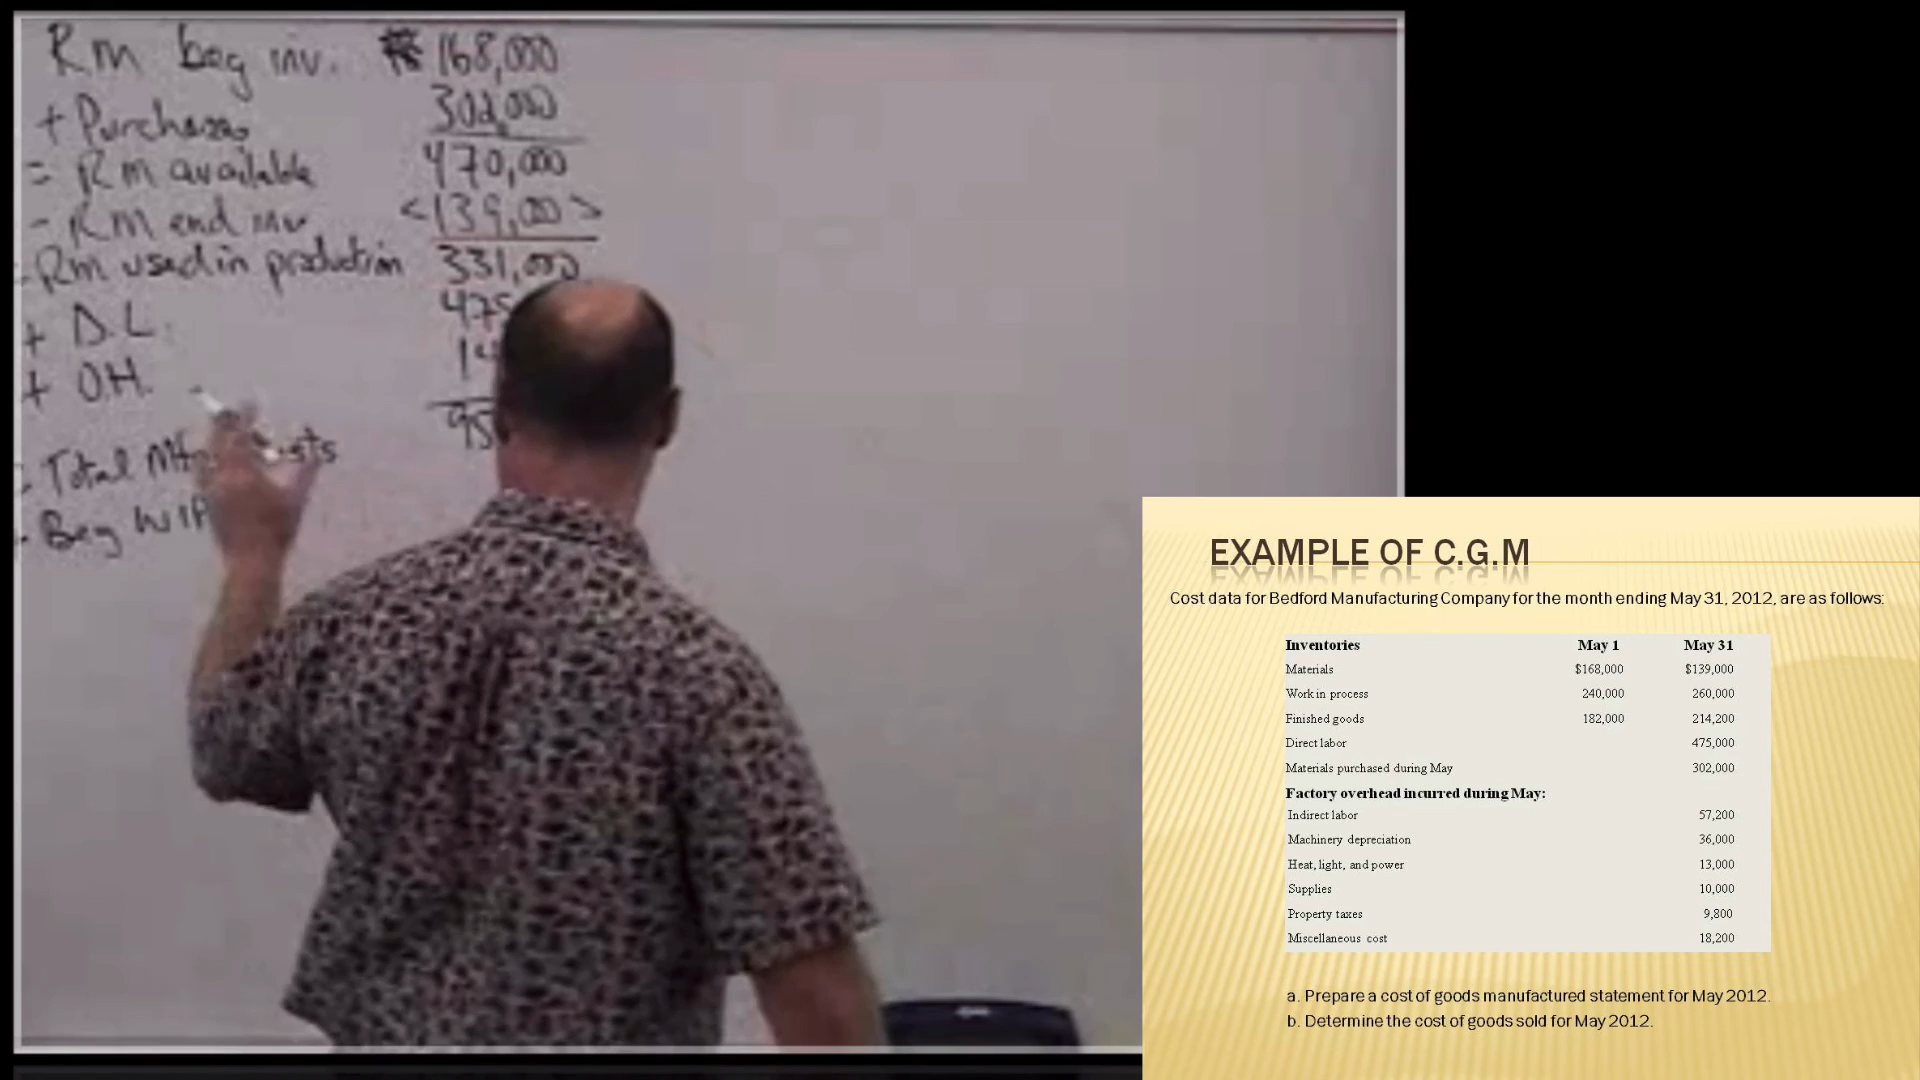 Rm beg inv. 168,000
+ Purchases 302,000
= Rm available 470,000
- Rm end inv <139,000>
= Rm used in production 331,000
+ D.L. 475
+ O.H. 14
= Total 95
Beg WIP
EXAMPLE OF C.G.M
Cost data for Bedford Manufacturing Company for the month ending May 31, 2012, are as follows:
Inventories May 1 May 31
Materials $168,000 $139,000
Work in process 240,000 260,000
Finished goods 182,000 214,200
Direct labor 475,000
Materials purchased during May 302,000
Factory overhead incurred during May:
Indirect labor 57,200
Machinery depreciation 36,000
Heat, light, and power 13,000
Supplies 10,000
Property taxes 9,800
Miscellaneous cost 18,200
a. Prepare a cost of goods manufactured statement for May 2012.
b. Determine the cost of goods sold for May 2012.